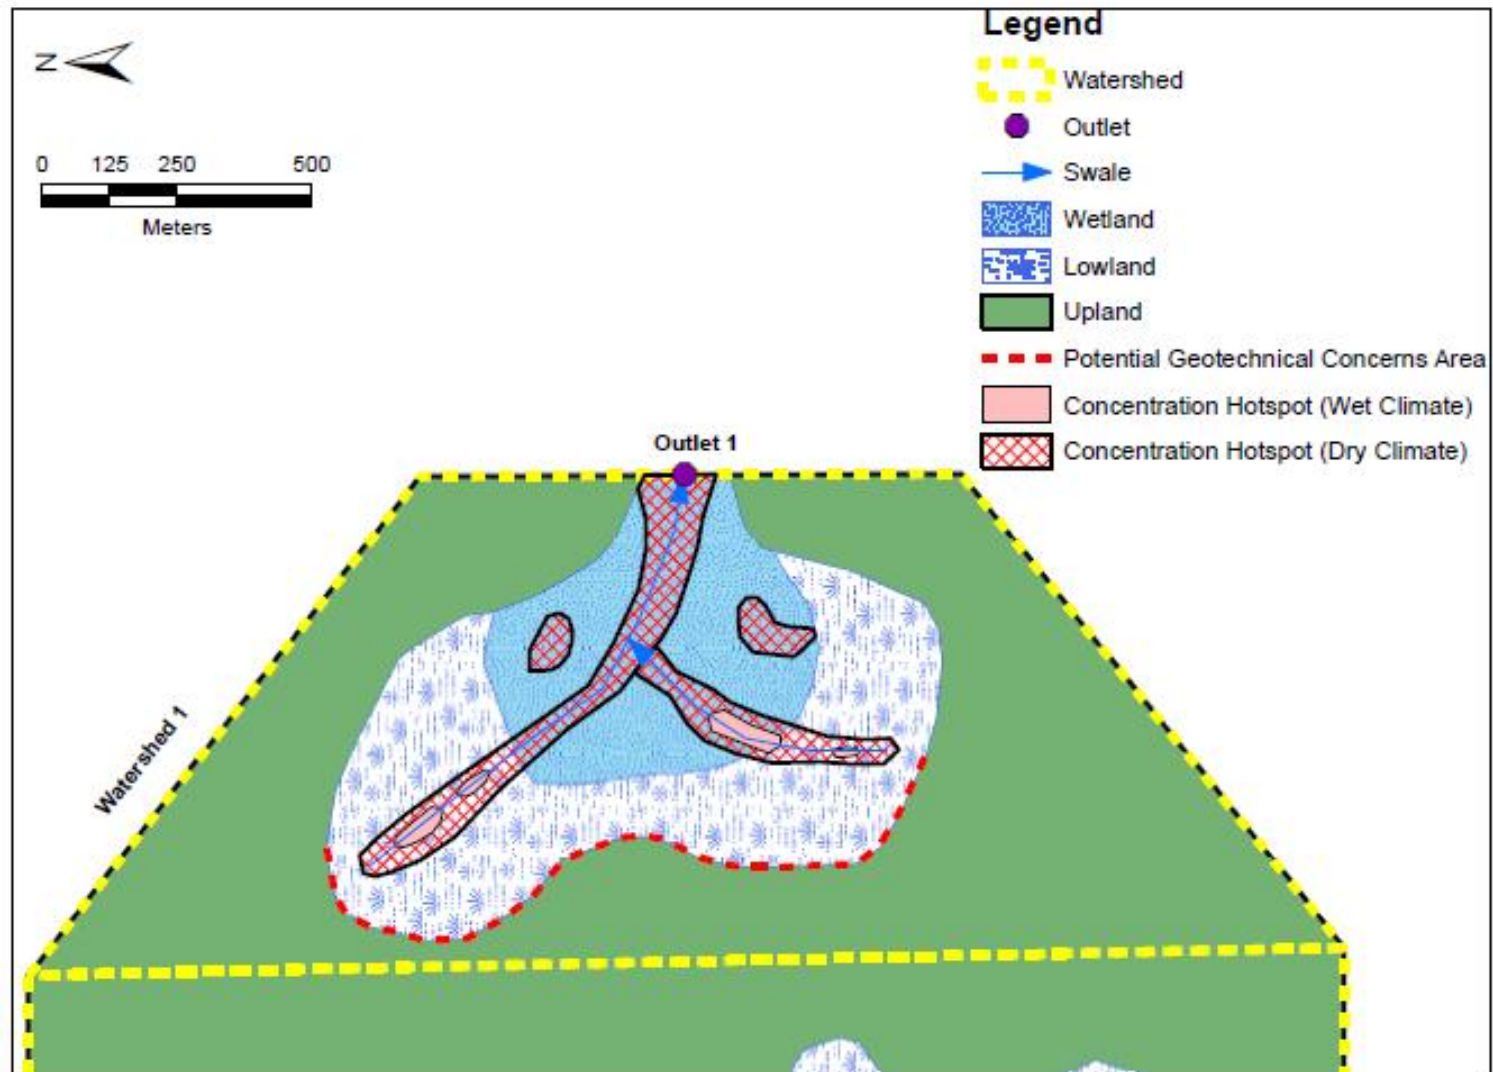 Legend
N
Watershed
Outlet
0 125 250 500
Swale
Meters
Wetland
Lowland
Upland
Potential Geotechnical Concerns Area
Concentration Hotspot (Wet Climate)
Concentration Hotspot (Dry Climate)
Outlet 1
Watershed 1